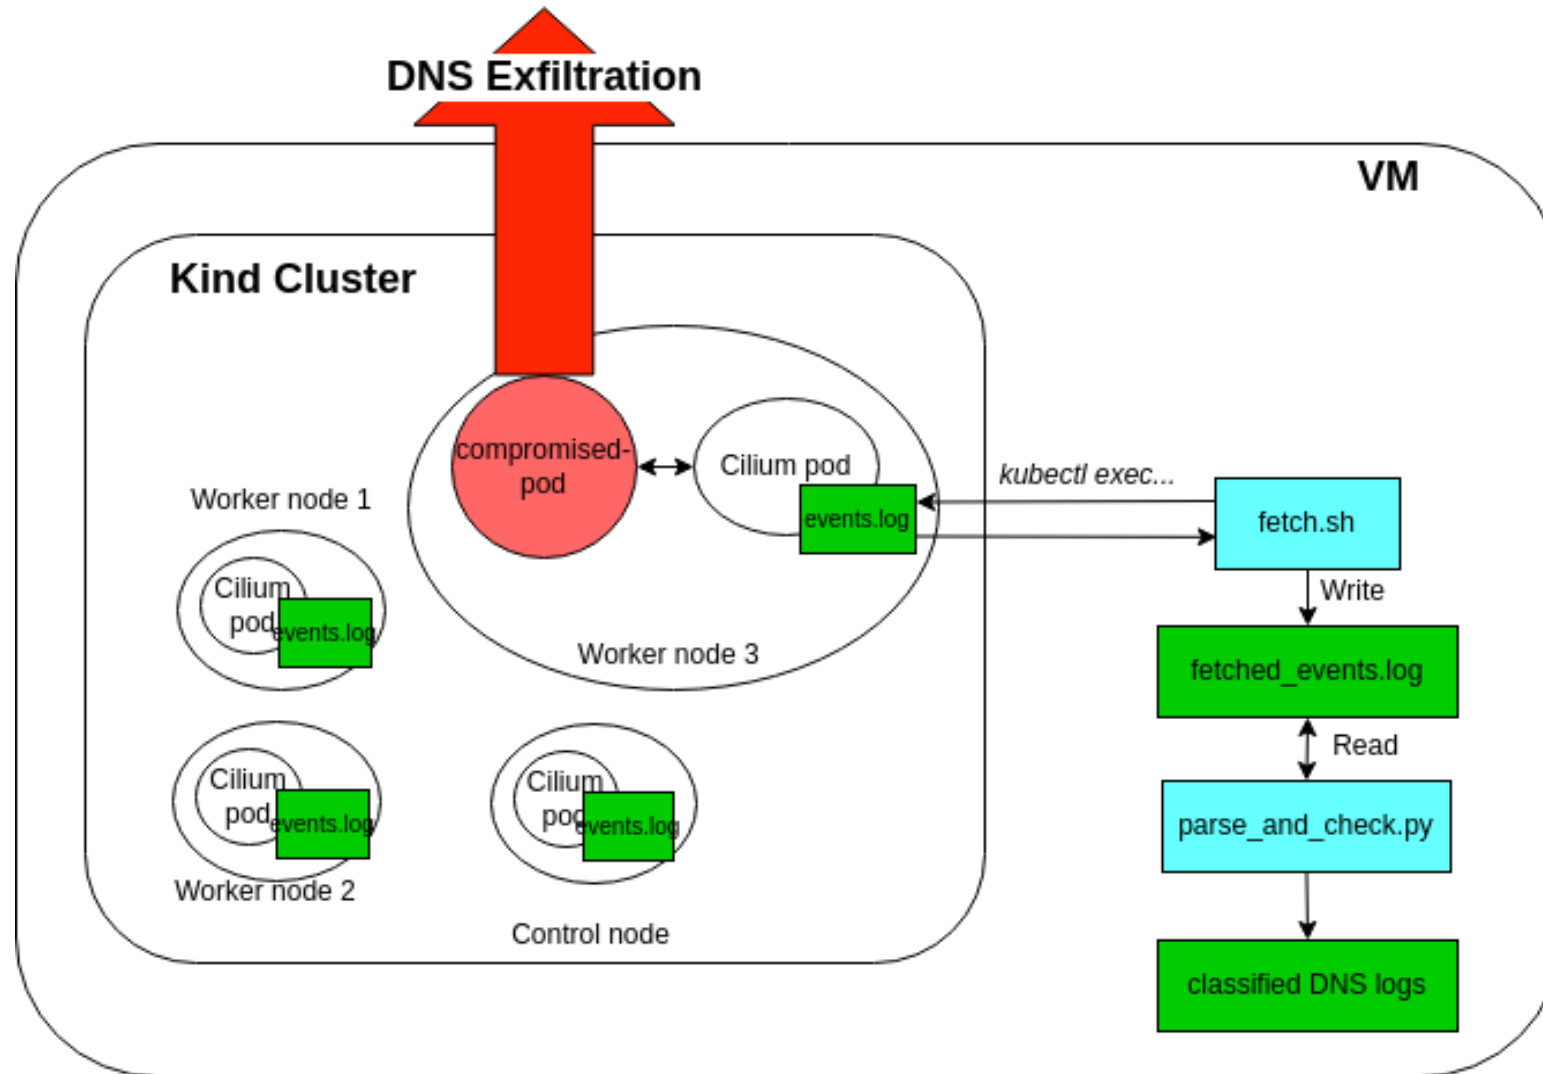 DNS Exfiltration
VM
Kind Cluster
compromised-
pod
Cilium pod
events.log
kubectl exec...
fetch.sh
Write
fetched_events.log
Read
parse_and_check.py
classified DNS logs
Worker node 1
Cilium
pod
events.log
Worker node 3
Cilium
pod
events.log
Worker node 2
Cilium
pod
events.log
Control node